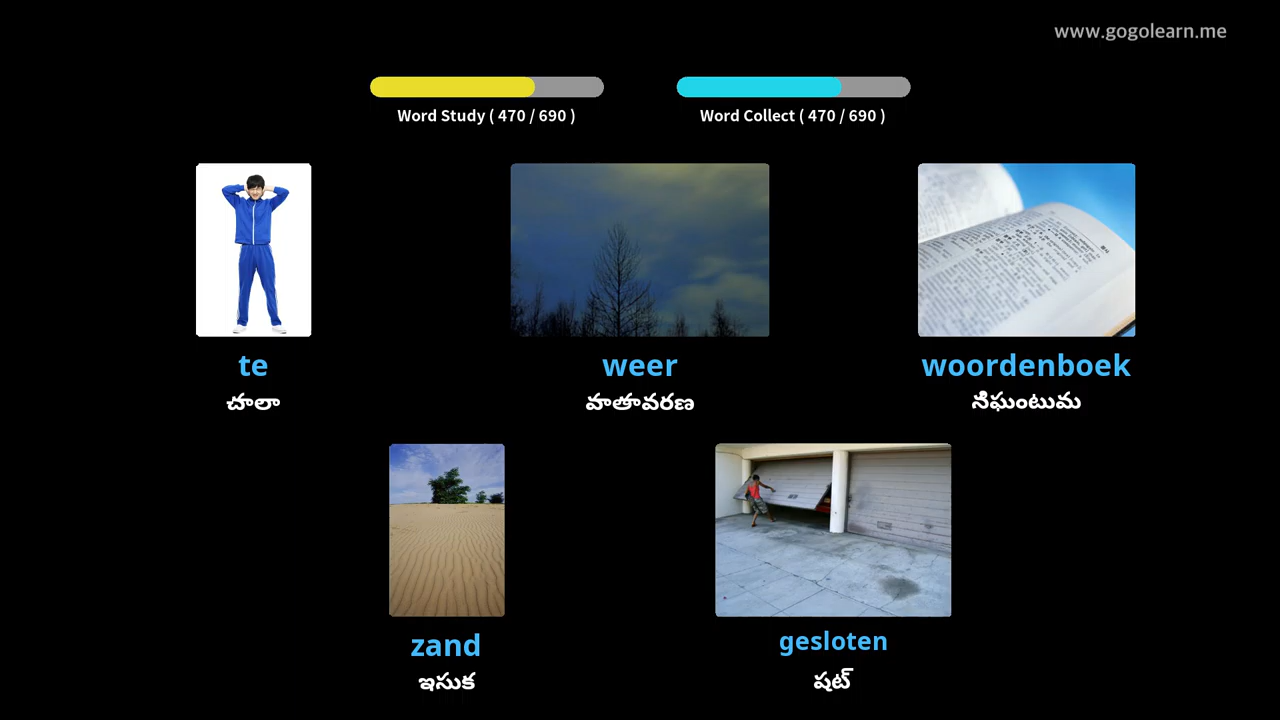 www.gogolearn.me
Word Study ( 470 / 690 )
Word Collect ( 470 / 690 )
te
చాలా
weer
వాతావరణ
woordenboek
నిఘంటువు
zand
ఇసుక
gesloten
షట్